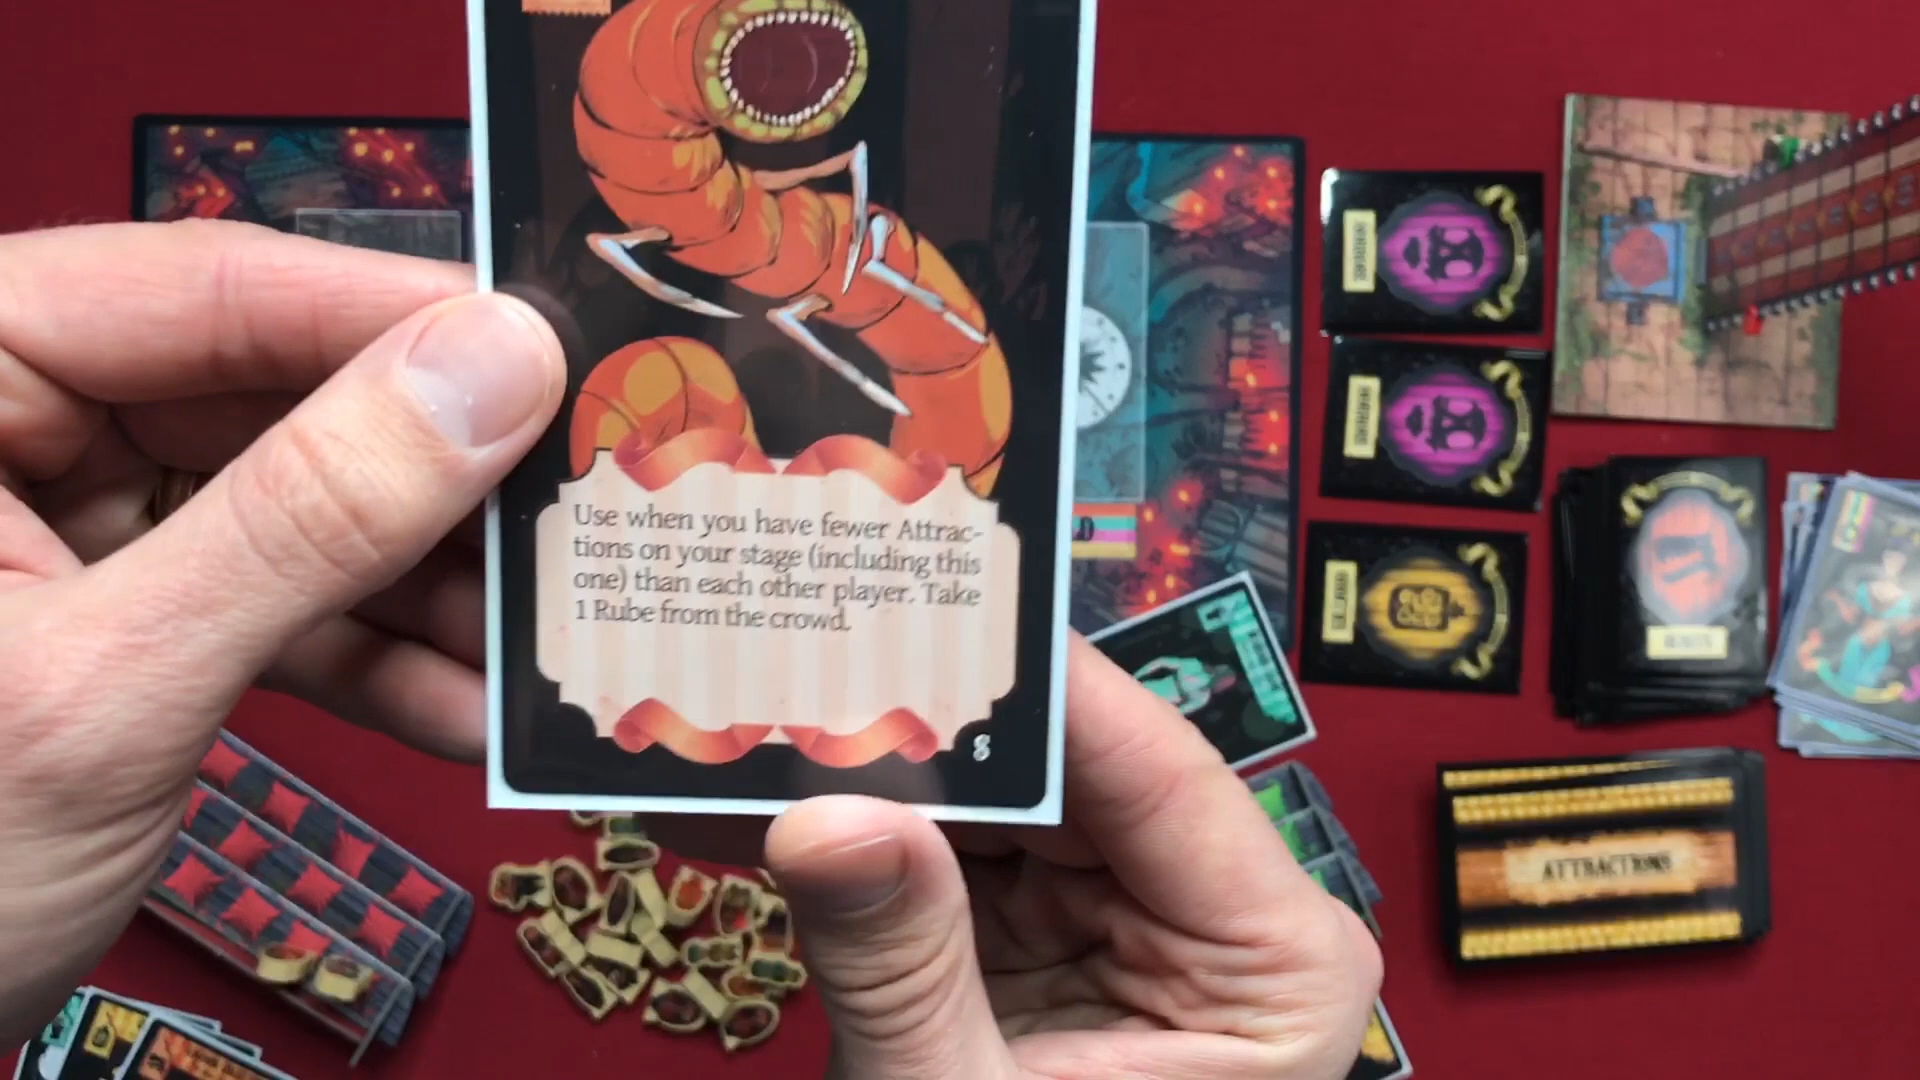 Use when you have fewer Attrac-
tions on your stage (including this
one) than each other player. Take
1 Rube from the crowd.
8
ATTRACTIONS